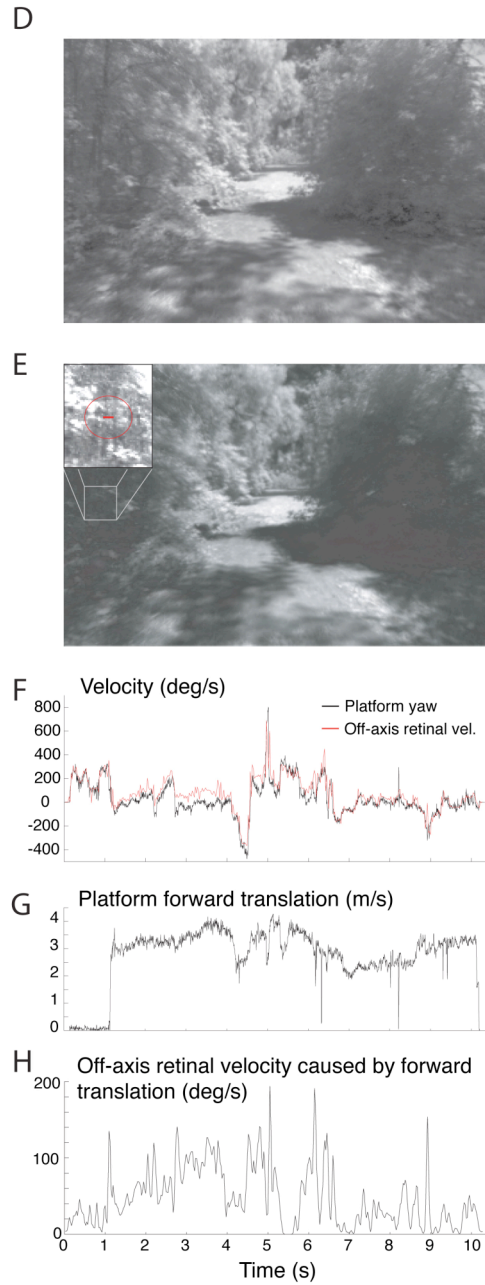 D
E
F
Velocity (deg/s)
Platform yaw
Off-axis retinal vel.
800
600
400
200
0
-200
-400
G
Platform forward translation (m/s)
4
3
2
1
0
H
Off-axis retinal velocity caused by forward
translation (deg/s)
200
100
0
0 1 2 3 4 5 6 7 8 9 10
Time (s)